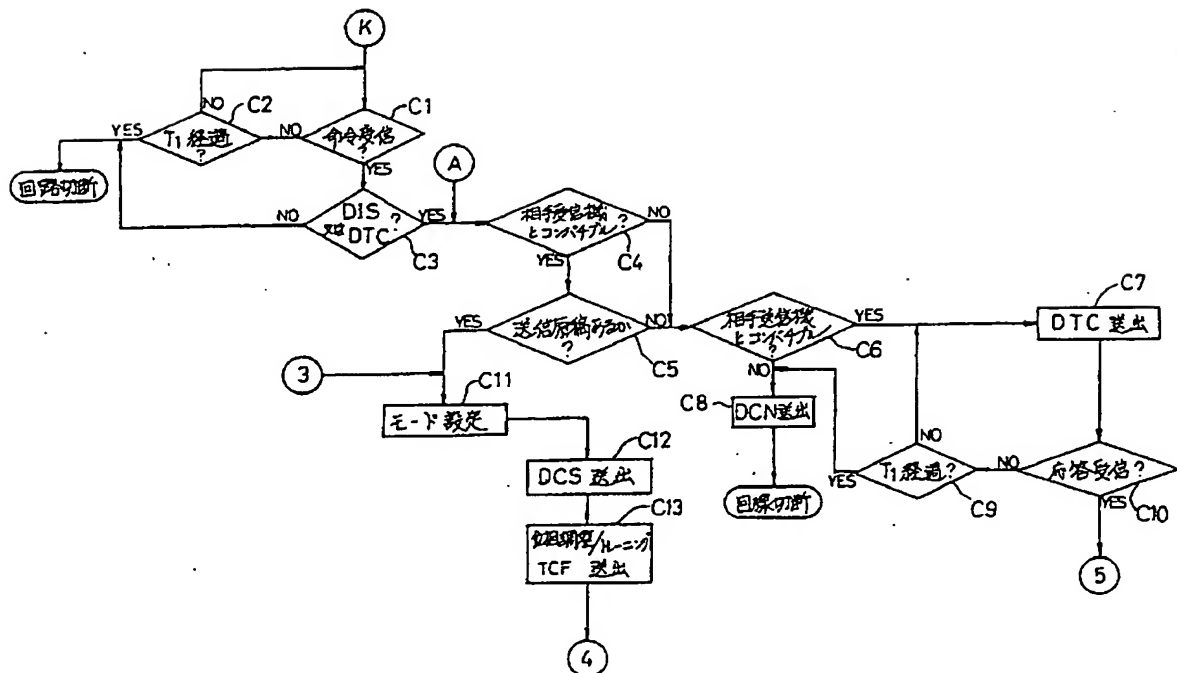 K
NO
C2
C1
YES
T1経過
?
NO
命令受信
?
YES
A
回路切断
NO
DIS
又は DTC ?
YES
C3
相手受信機
とコンパチブル?
NO
C4
YES
C7
YES
送信原稿あるか
?
NO
C5
相手送信機
とコンパチブル
?
YES
C6
DTC 送出
3
C11
NO
モード設定
C8
DCN送出
C12
NO
DCS 送出
YES
T1経過?
NO
応答受信?
C13
回線切断
C9
YES
C10
位相調整/トレーニング
TCF 送出
5
4